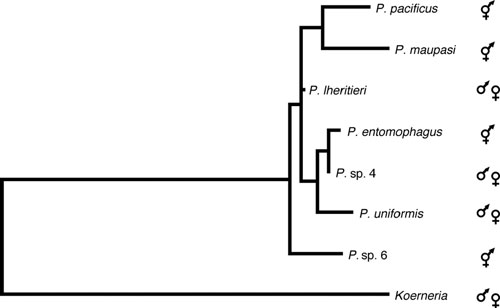 P. pacificus
P. maupasi
P. lheritieri
P. entomophagus
P. sp. 4
P. uniformis
P. sp. 6
Koerneria